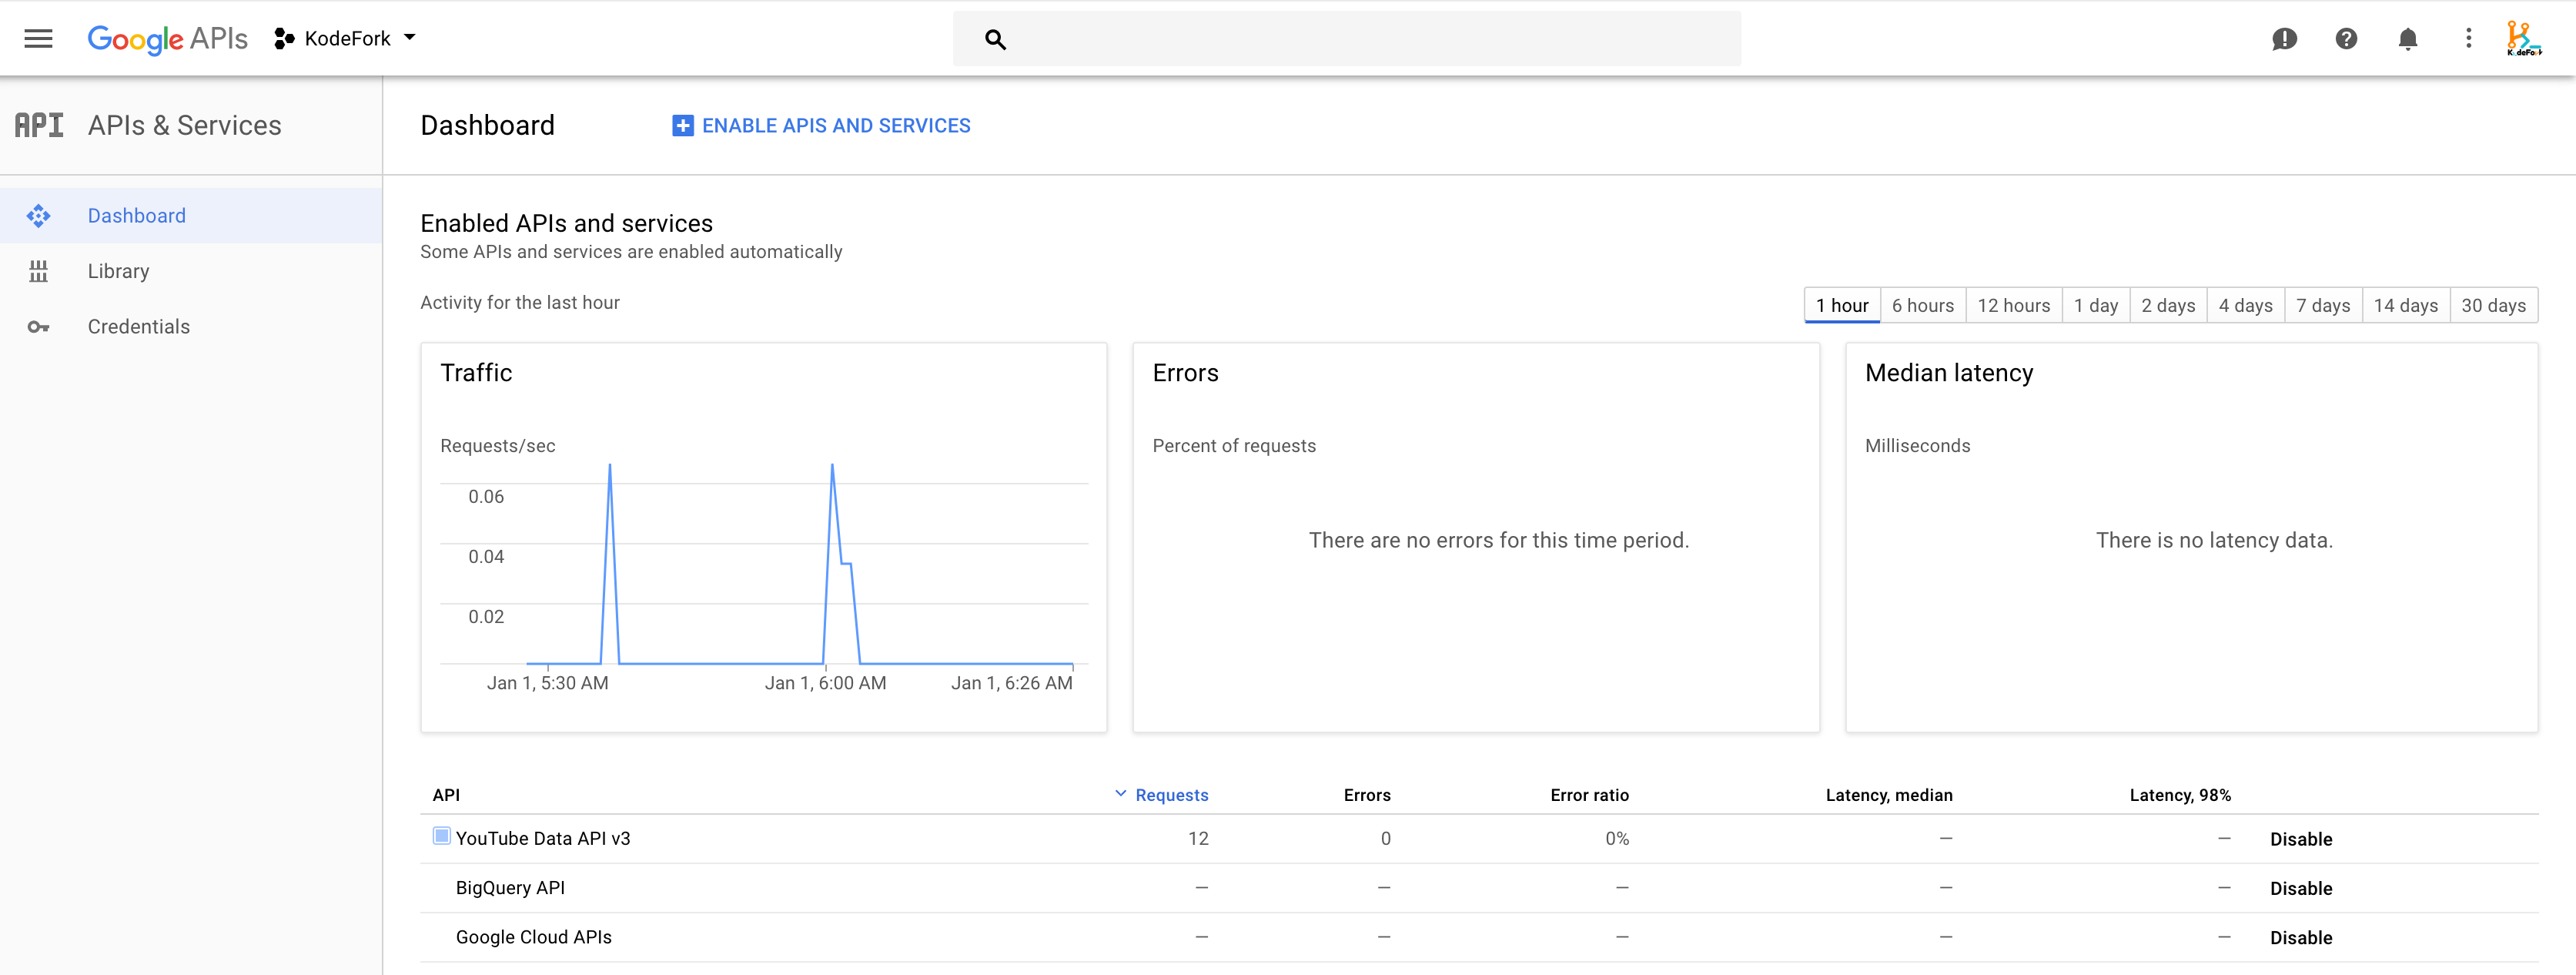 Google APIs KodeFork
KodeFork
API APIs & Services
Dashboard ENABLE APIS AND SERVICES
Dashboard
Library
Credentials
Enabled APIs and services
Some APIs and services are enabled automatically
Activity for the last hour
1 hour 6 hours 12 hours 1 day 2 days 4 days 7 days 14 days 30 days
Traffic
Requests/sec
0.06
0.04
0.02
Jan 1, 5:30 AM Jan 1, 6:00 AM Jan 1, 6:26 AM
Errors
Percent of requests
There are no errors for this time period.
Median latency
Milliseconds
There is no latency data.
API Requests Errors Error ratio Latency, median Latency, 98%
YouTube Data API v3 12 0 0% — — Disable
BigQuery API — — — — — Disable
Google Cloud APIs — — — — — Disable